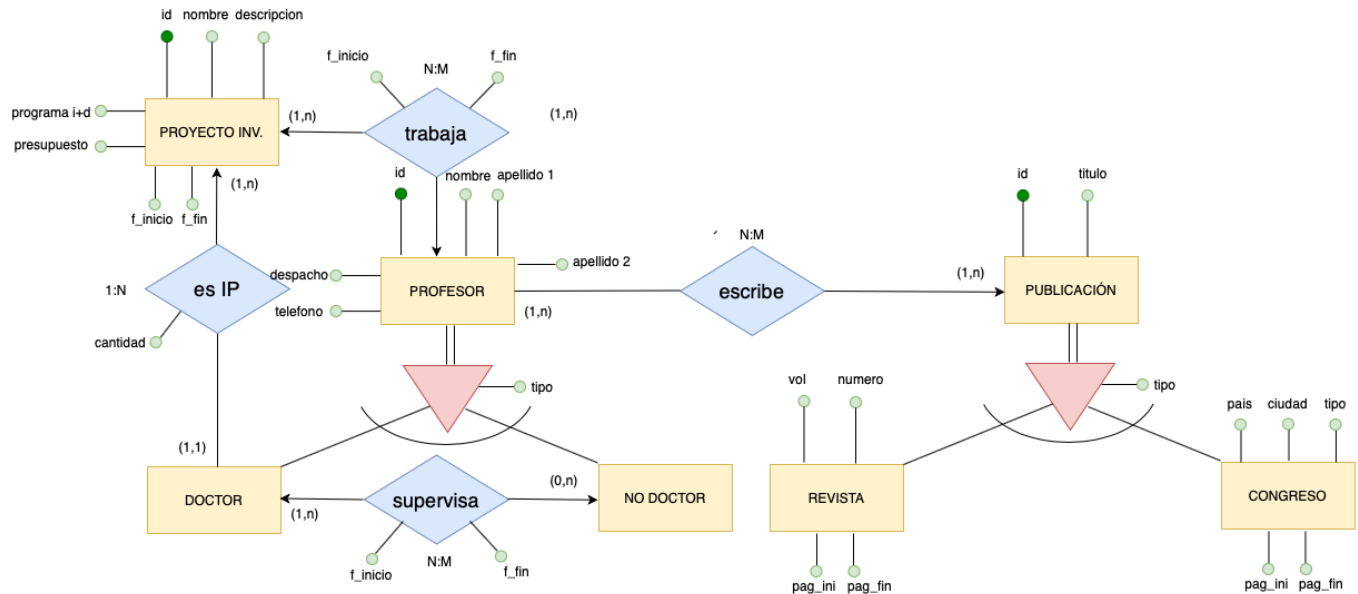 id nombre descripcion
f_inicio f_fin
N:M
programa i+d
(1,n) (1,n)
PROYECTO INV.
trabaja
presupuesto
(1,n)
id nombre apellido 1
id titulo
f_inicio f_fin
N:M
apellido 2
despacho
(1,n)
1:N
es IP
PROFESOR
escribe
PUBLICACIÓN
telefono
(1,n)
cantidad
tipo
vol numero
tipo
pais ciudad tipo
(1,1)
(0,n)
DOCTOR
supervisa
NO DOCTOR
REVISTA
CONGRESO
(1,n)
N:M
f_inicio f_fin
pag_ini pag_fin
pag_ini pag_fin